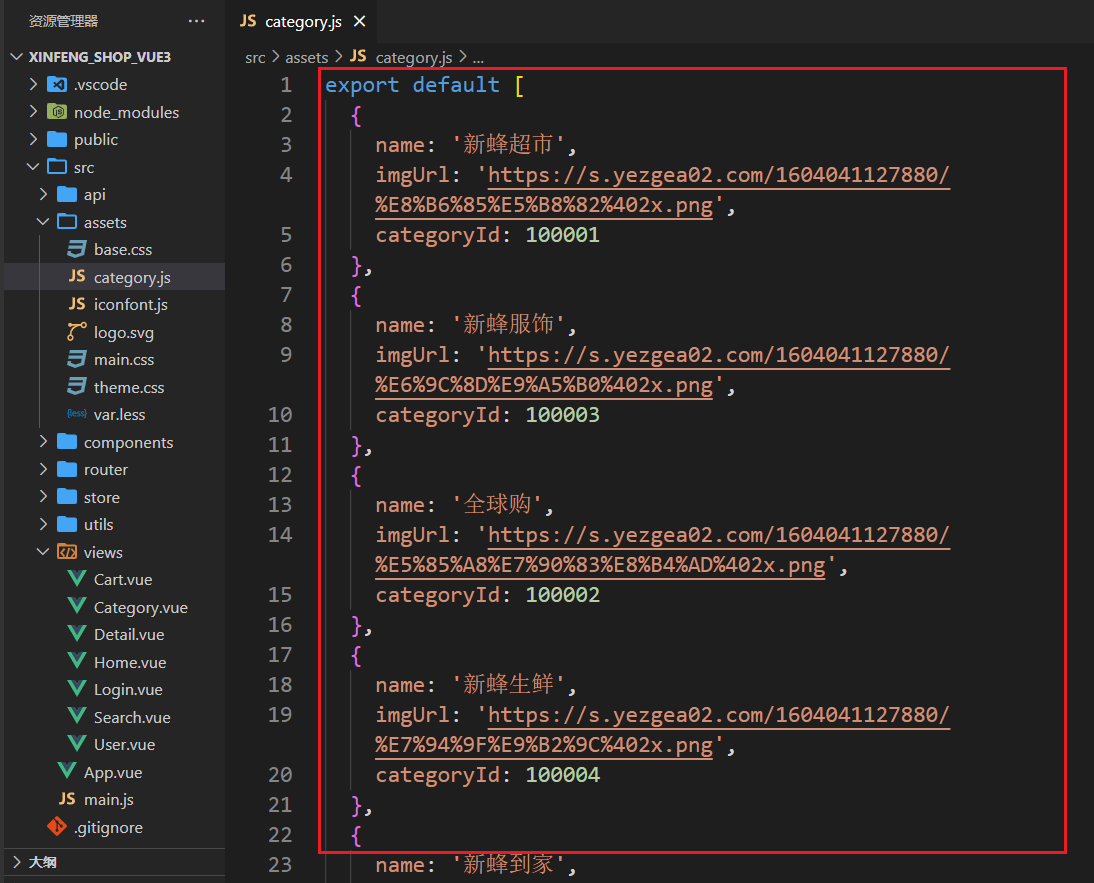 资源管理器
...
XINFENG_SHOP_VUE3
.vscode
node_modules
public
src
api
assets
base.css
JS category.js
JS iconfont.js
logo.svg
main.css
theme.css
{less} var.less
components
router
store
utils
views
Cart.vue
Category.vue
Detail.vue
Home.vue
Login.vue
Search.vue
User.vue
App.vue
JS main.js
.gitignore
大纲
JS category.js ×
src > assets > JS category.js > ...
1 export default [
2 {
3 name: '新蜂超市',
4 imgUrl: 'https://s.yezgea02.com/1604041127880/
%E8%B6%85%E5%B8%82%402x.png',
5 categoryId: 100001
6 },
7 {
8 name: '新蜂服饰',
9 imgUrl: 'https://s.yezgea02.com/1604041127880/
%E6%9C%8D%E9%A5%B0%402x.png',
10 categoryId: 100003
11 },
12 {
13 name: '全球购',
14 imgUrl: 'https://s.yezgea02.com/1604041127880/
%E5%85%A8%E7%90%83%E8%B4%AD%402x.png',
15 categoryId: 100002
16 },
17 {
18 name: '新蜂生鲜',
19 imgUrl: 'https://s.yezgea02.com/1604041127880/
%E7%94%9F%E9%B2%9C%402x.png',
20 categoryId: 100004
21 },
22 {
23 name: '新蜂到家',